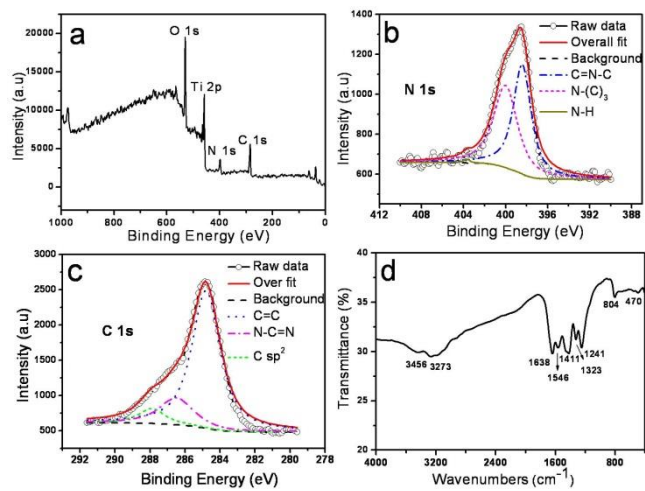 a
O 1s
Ti 2p
N 1s
C 1s
20000
15000
10000
5000
0
1000
800
600
400
200
0
Intensity (a.u)
Binding Energy (eV)
b
Raw data
Overall fit
Background
C=N-C
N-(C)3
N-H
N 1s
1400
1200
1000
800
600
412
408
404
400
396
392
388
Intensity (a.u)
Binding Energy (eV)
c
Raw data
Over fit
Background
C=C
N-C=N
C sp2
C 1s
3000
2500
2000
1500
1000
500
0
292
290
288
286
284
282
280
278
Intensity (a.u)
Binding Energy (eV)
d
3456
3273
1638
1546
1411
1323
1241
804
470
40
35
30
25
20
15
4000
3200
2400
1600
800
Transmittance (%)
Wavenumbers (cm-1)